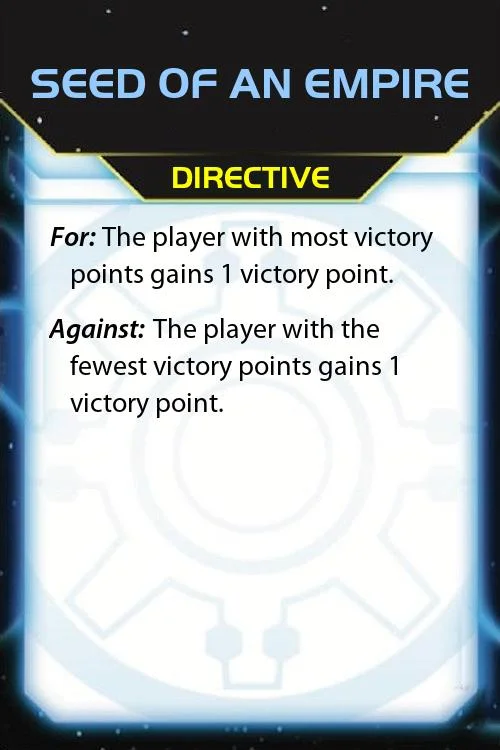 SEED OF AN EMPIRE
DIRECTIVE
For: The player with most victory
points gains 1 victory point.
Against: The player with the
fewest victory points gains 1
victory point.